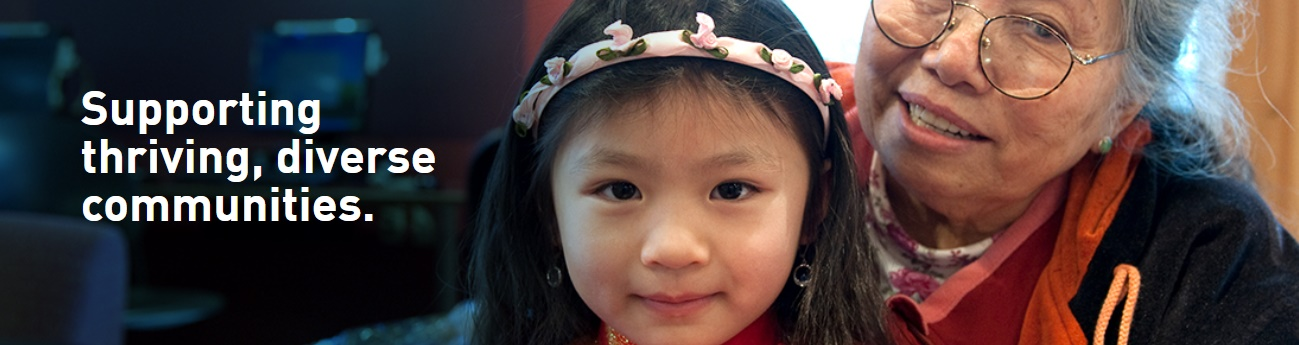 Supporting
thriving, diverse
communities.